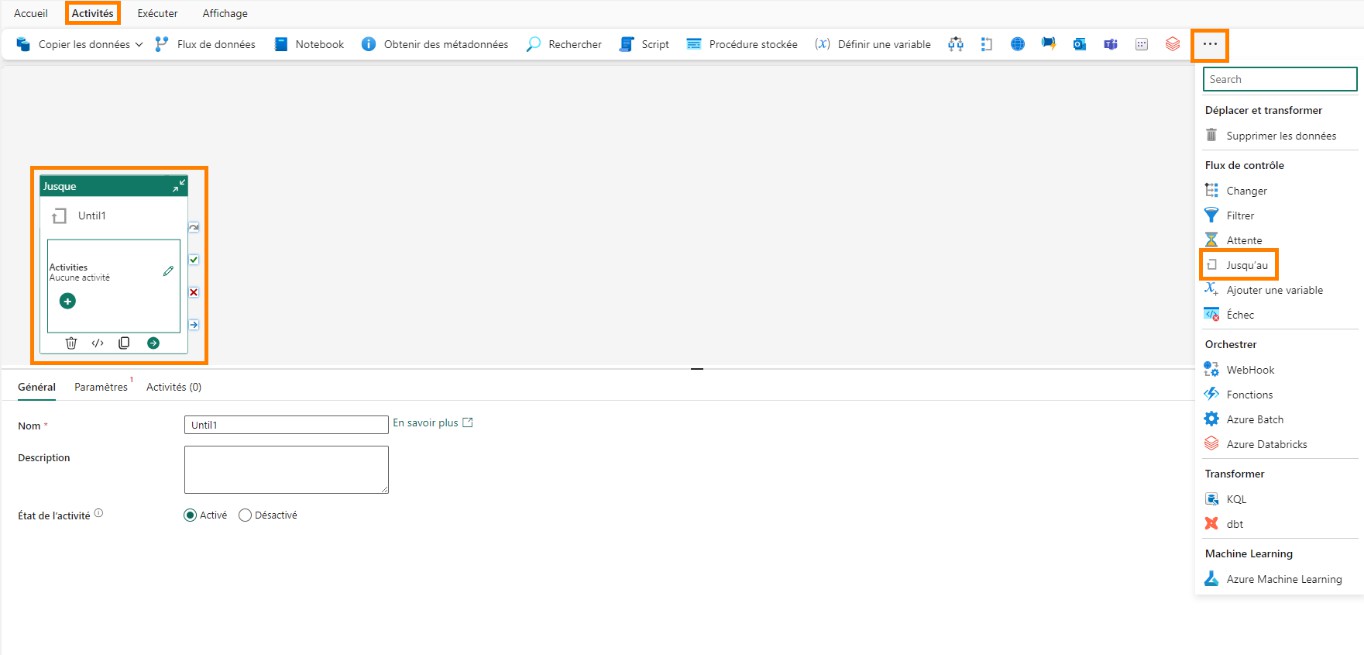 Accueil Activités Exécuter Affichage
Copier les données Flux de données Notebook Obtenir des métadonnées Rechercher Script Procédure stockée (x) Définir une variable ...
Search
Déplacer et transformer
Supprimer les données
Flux de contrôle
Changer
Filtrer
Attente
Jusqu'au
Ajouter une variable
Échec
Orchestrer
WebHook
Fonctions
Azure Batch
Azure Databricks
Transformer
KQL
dbt
Machine Learning
Azure Machine Learning
Jusque
Until1
Activities
Aucune activité
Général Paramètres 1 Activités (0)
Nom * Until1 En savoir plus
Description
État de l'activité Activé Désactivé